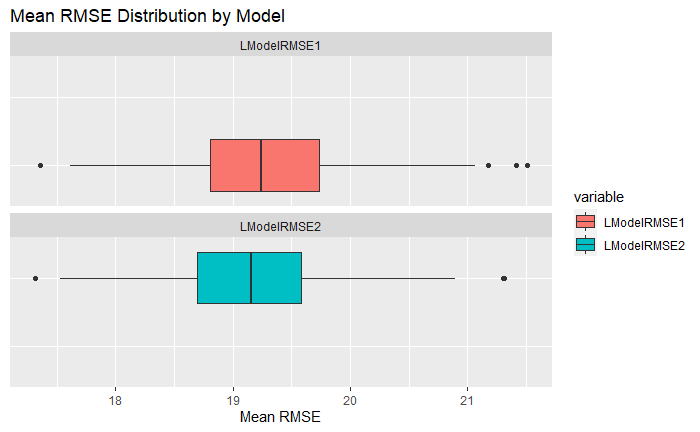 Mean RMSE Distribution by Model
LModelRMSE1
LModelRMSE2
18 19 20 21
Mean RMSE
variable
LModelRMSE1
LModelRMSE2